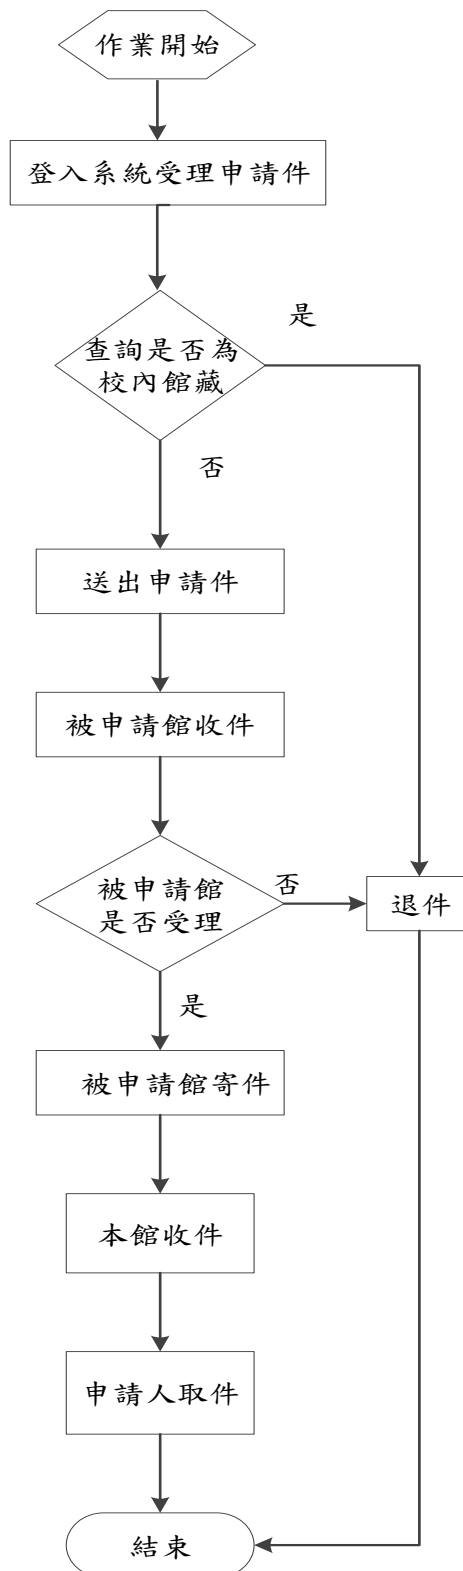 作業開始
登入系統受理申請件
是
查詢是否為
校內館藏
否
送出申請件
被申請館收件
被申請館
是否受理
否
退件
是
被申請館寄件
本館收件
申請人取件
結束